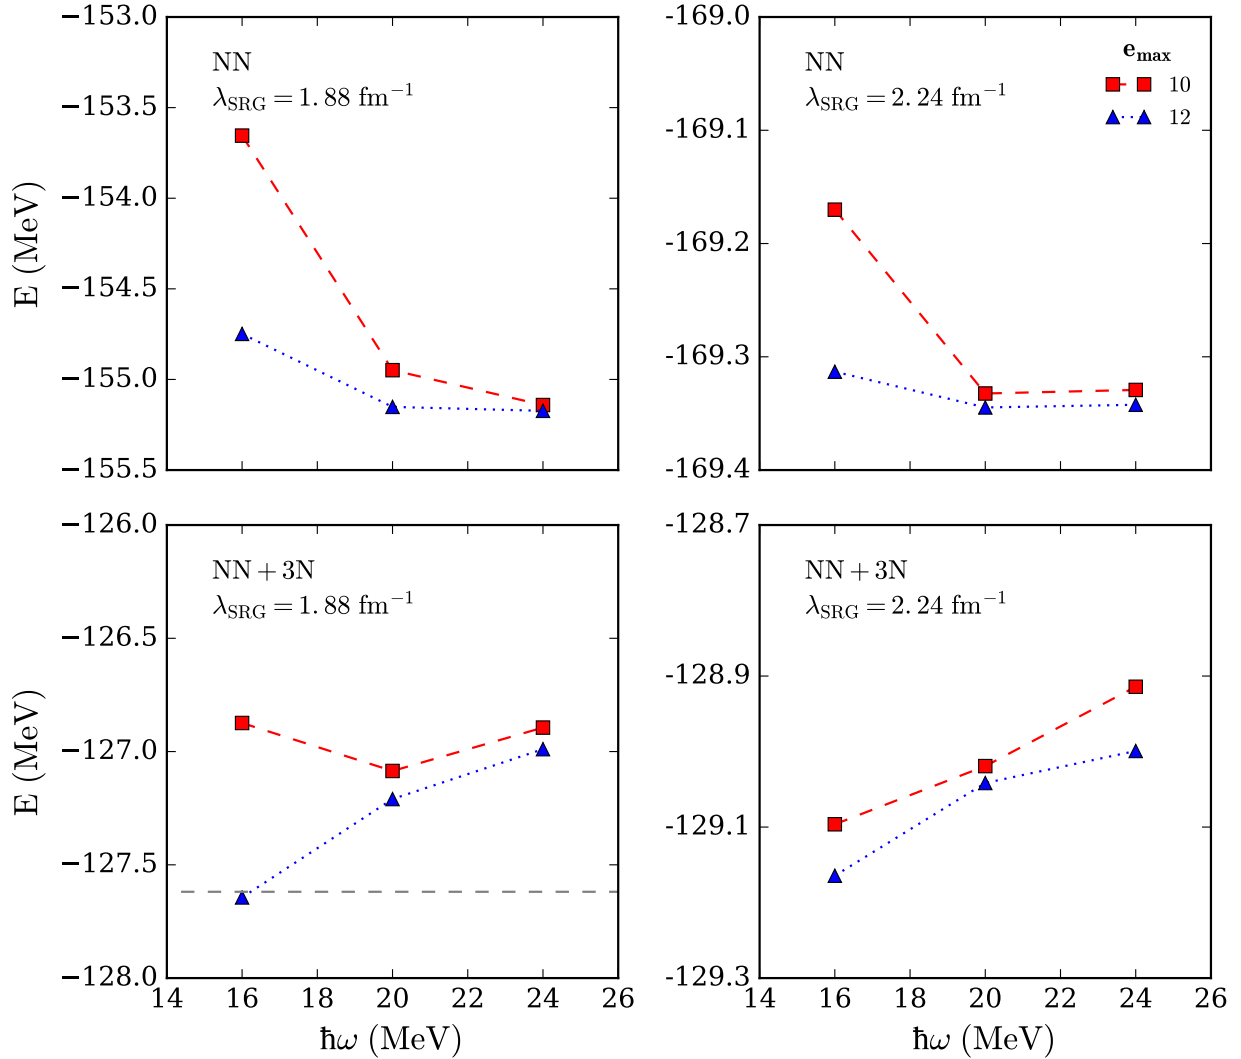 −153.0
−153.5
−154.0
−154.5
−155.0
−155.5
E (MeV)
NN
λSRG = 1.88 fm⁻¹
-169.0
-169.1
-169.2
-169.3
-169.4
NN
λSRG = 2.24 fm⁻¹
emax
10
12
−126.0
−126.5
−127.0
−127.5
−128.0
E (MeV)
NN + 3N
λSRG = 1.88 fm⁻¹
14 16 18 20 22 24 26
ħω (MeV)
-128.7
-128.9
-129.1
-129.3
NN + 3N
λSRG = 2.24 fm⁻¹
14 16 18 20 22 24 26
ħω (MeV)